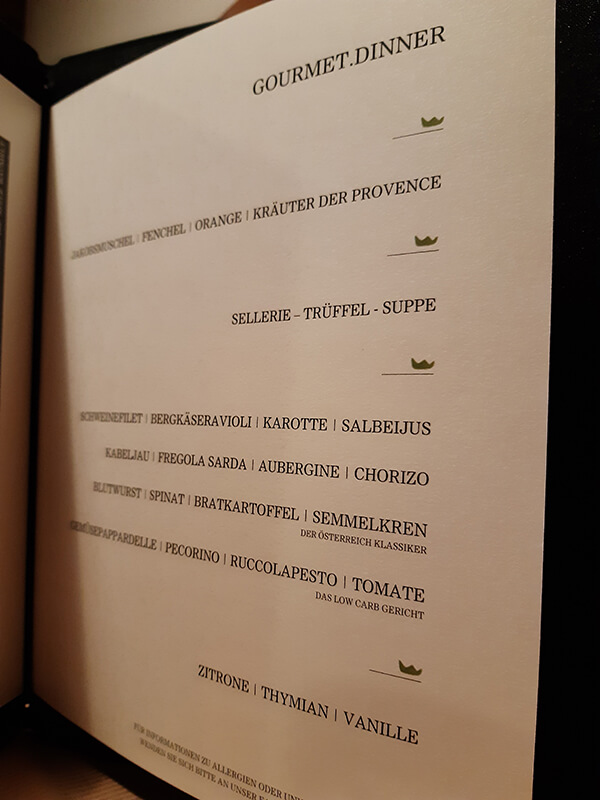 GOURMET.DINNER
JAKOBSMUSCHEL | FENCHEL | ORANGE | KRÄUTER DER PROVENCE
SELLERIE – TRÜFFEL - SUPPE
SCHWEINEFILET | BERGKÄSERAVIOLI | KAROTTE | SALBEIJUS
KABELJAU | FREGOLA SARDA | AUBERGINE | CHORIZO
BLUTWURST | SPINAT | BRATKARTOFFEL | SEMMELKREN
DER ÖSTERREICH KLASSIKER
GEMÜSEPAPPARDELLE | PECORINO | RUCCOLAPESTO | TOMATE
DAS LOW CARB GERICHT
ZITRONE | THYMIAN | VANILLE
FÜR INFORMATIONEN ZU ALLERGIEN ODER
WENDEN SIE SICH BITTE AN UNSER